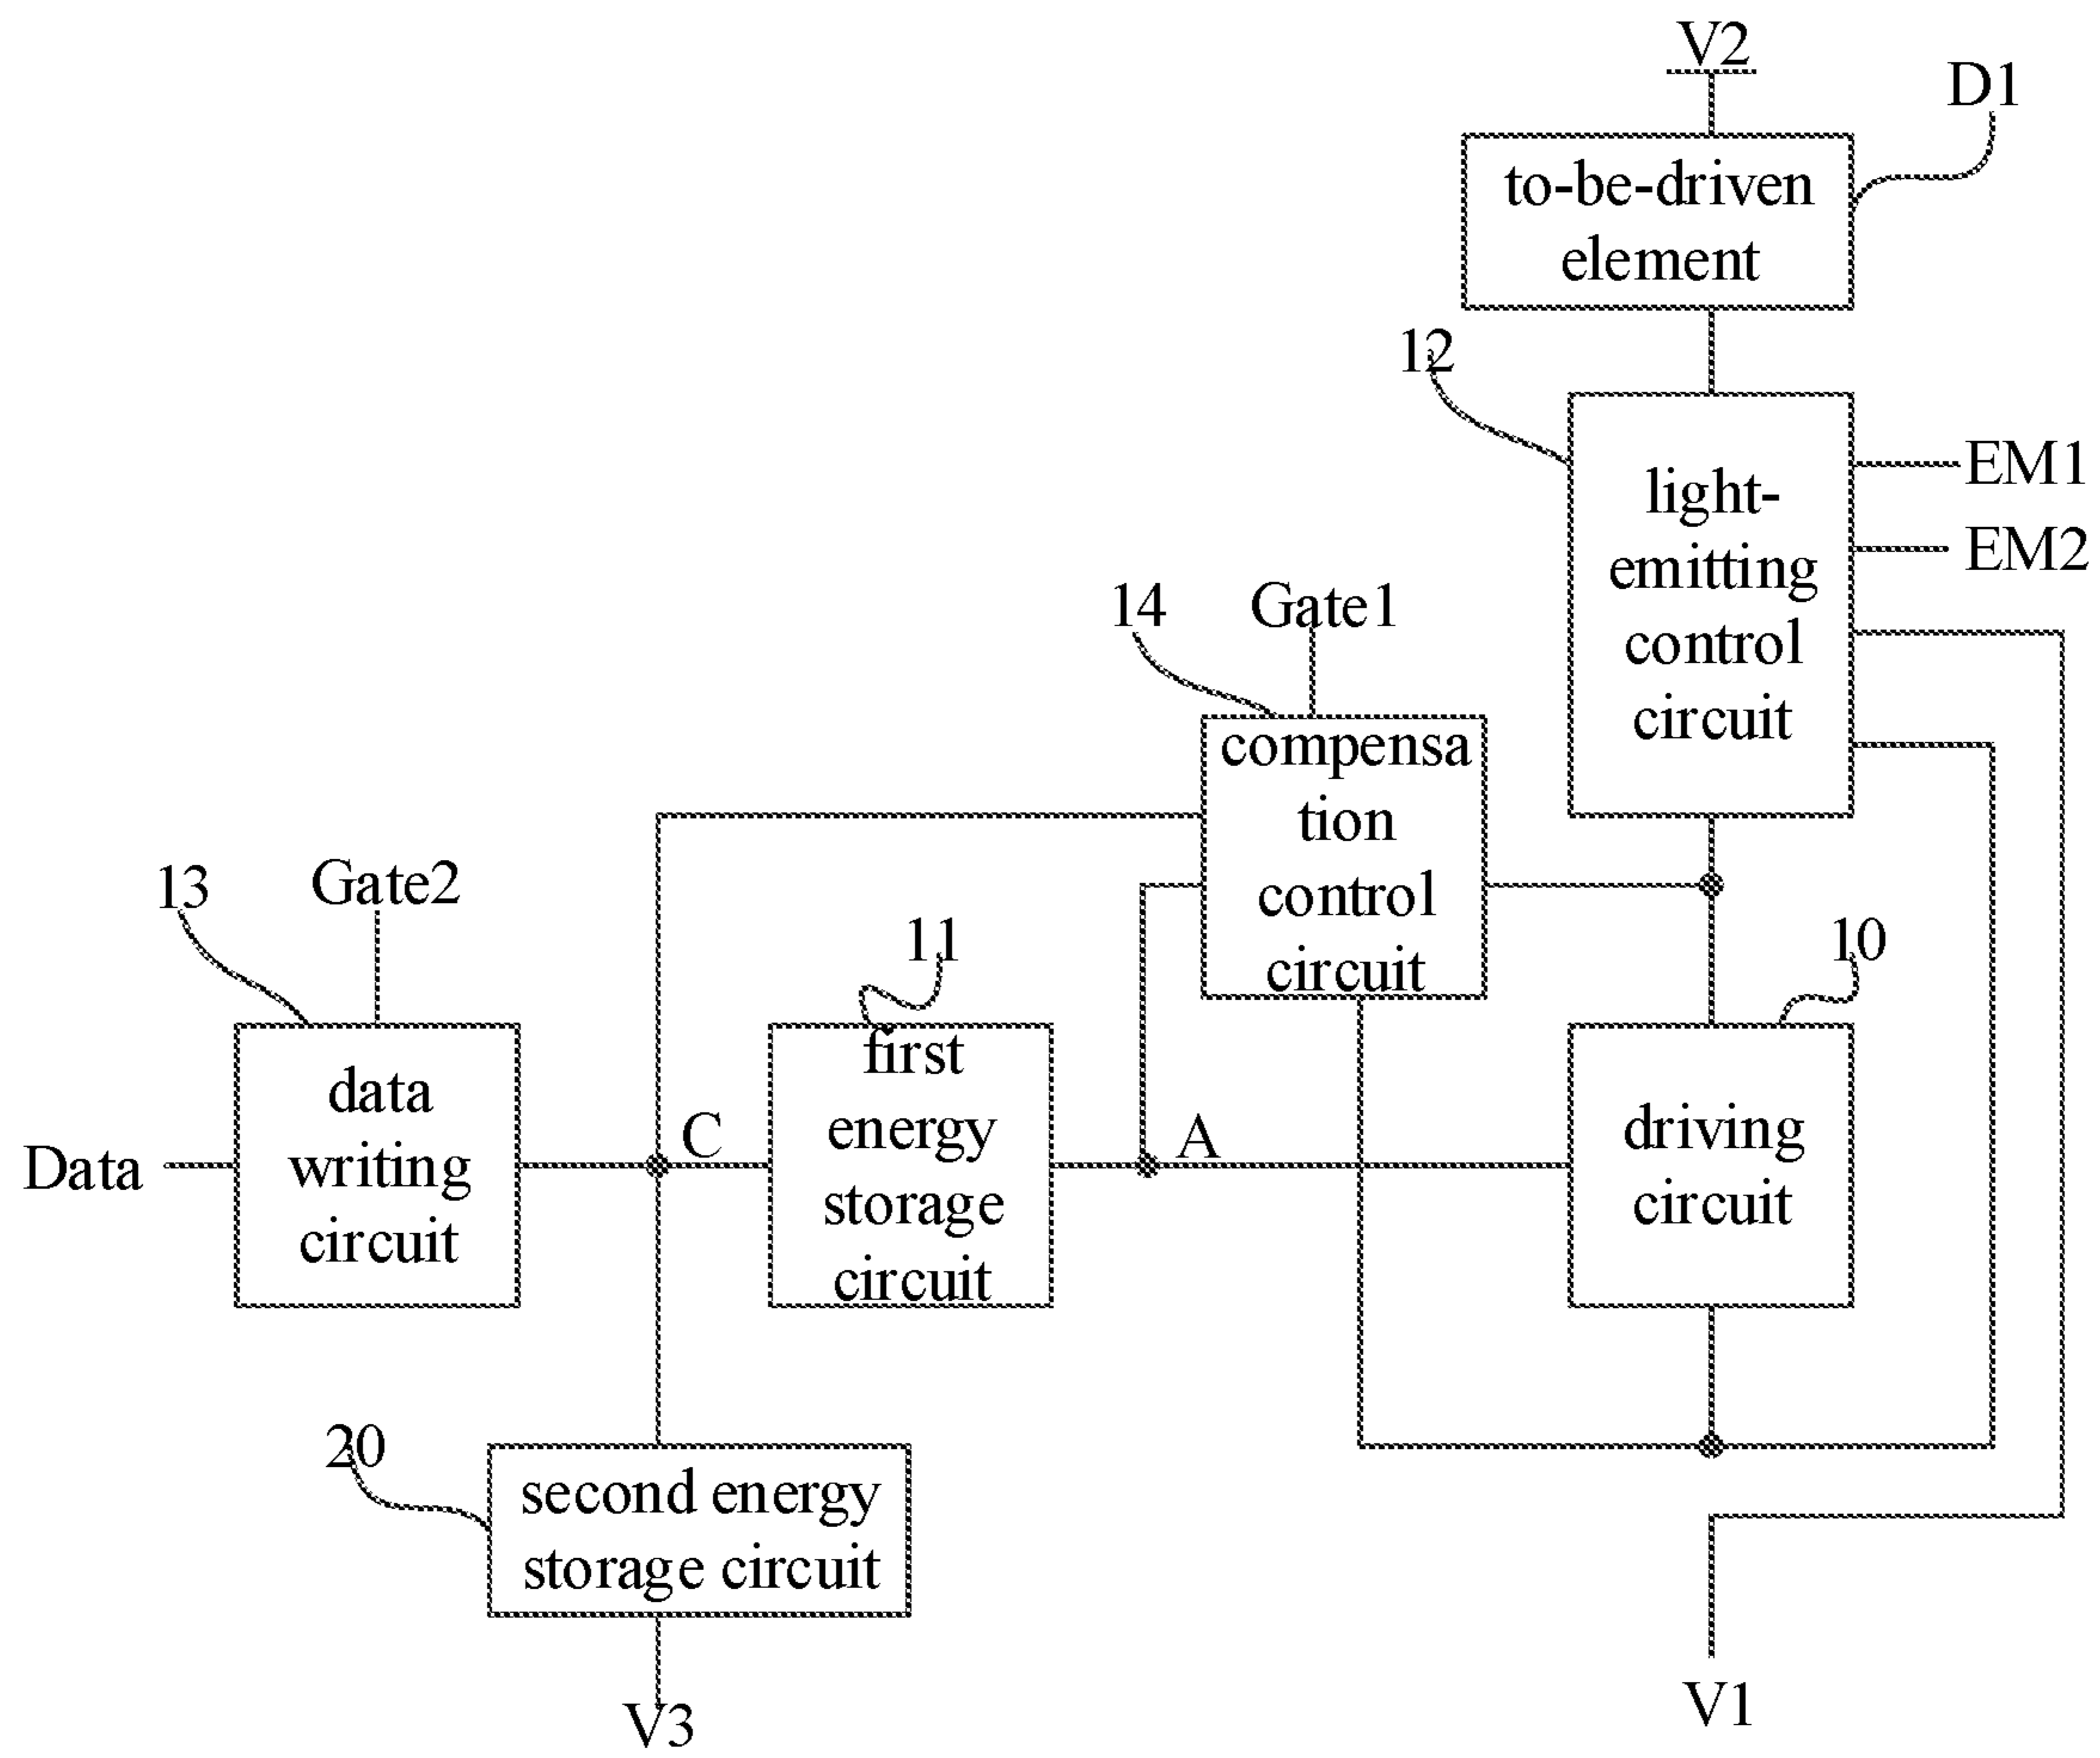 V2
D1
to-be-driven
element
12
light-
emitting
control
circuit
EM1
EM2
14
Gate1
compensa
tion
control
circuit
13
Gate2
11
10
data
writing
circuit
Data
C
first
energy
storage
circuit
A
driving
circuit
20
second energy
storage circuit
V3
V1